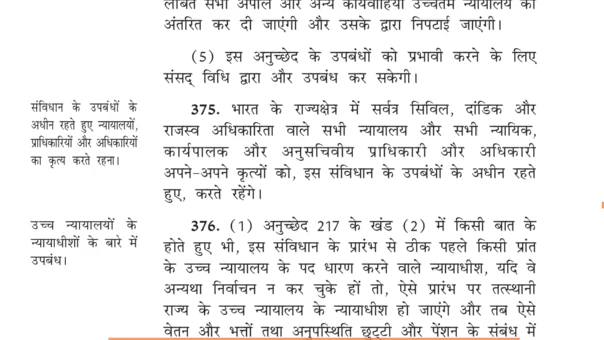 लंबित सभी अपीलें और अन्य कार्यवाहियां उच्चतम न्यायालय को
अंतरित कर दी जाएंगी और उसके द्वारा निपटाई जाएंगी।
(5) इस अनुच्छेद के उपबंधों को प्रभावी करने के लिए
संसद् विधि द्वारा और उपबंध कर सकेगी।
संविधान के उपबंधों के
अधीन रहते हुए न्यायालयों,
प्राधिकारियों और अधिकारियों
का कृत्य करते रहना।
375. भारत के राज्यक्षेत्र में सर्वत्र सिविल, दांडिक और
राजस्व अधिकारिता वाले सभी न्यायालय और सभी न्यायिक,
कार्यपालक और अनुसचिवीय प्राधिकारी और अधिकारी
अपने-अपने कृत्यों को, इस संविधान के उपबंधों के अधीन रहते
हुए, करते रहेंगे।
उच्च न्यायालयों के
न्यायाधीशों के बारे में
उपबंध।
376. (1) अनुच्छेद 217 के खंड (2) में किसी बात के
होते हुए भी, इस संविधान के प्रारंभ से ठीक पहले किसी प्रांत
के उच्च न्यायालय के पद धारण करने वाले न्यायाधीश, यदि वे
अन्यथा निर्वाचन न कर चुके हों तो, ऐसे प्रारंभ पर तत्स्थानी
राज्य के उच्च न्यायालय के न्यायाधीश हो जाएंगे और तब ऐसे
वेतन और भत्तों तथा अनुपस्थिति छुट्टी और पेंशन के संबंध में